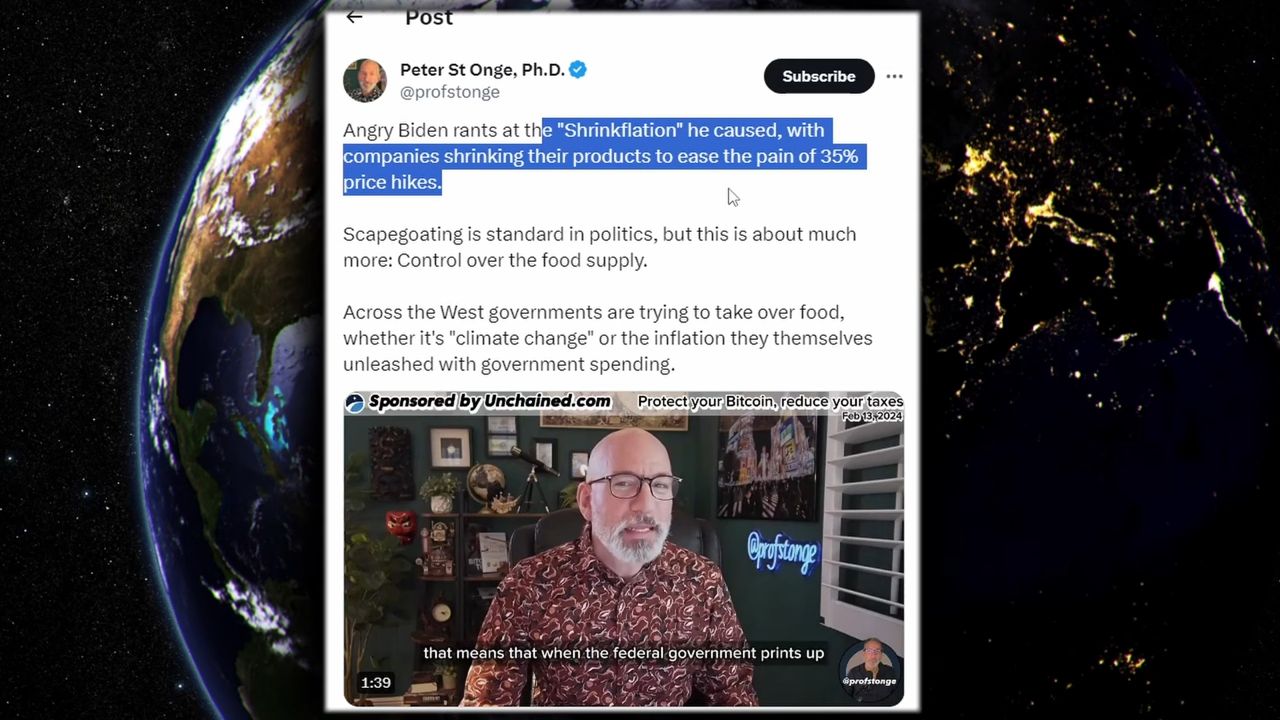 Post
Peter St Onge, Ph.D.
@profstonge
Subscribe
Angry Biden rants at the "Shrinkflation" he caused, with
companies shrinking their products to ease the pain of 35%
price hikes.
Scapegoating is standard in politics, but this is about much
more: Control over the food supply.
Across the West governments are trying to take over food,
whether it's "climate change" or the inflation they themselves
unleashed with government spending.
Sponsored by Unchained.com
Protect your Bitcoin, reduce your taxes
Feb 13, 2024
@profstonge
that means that when the federal government prints up
1:39
@profstonge